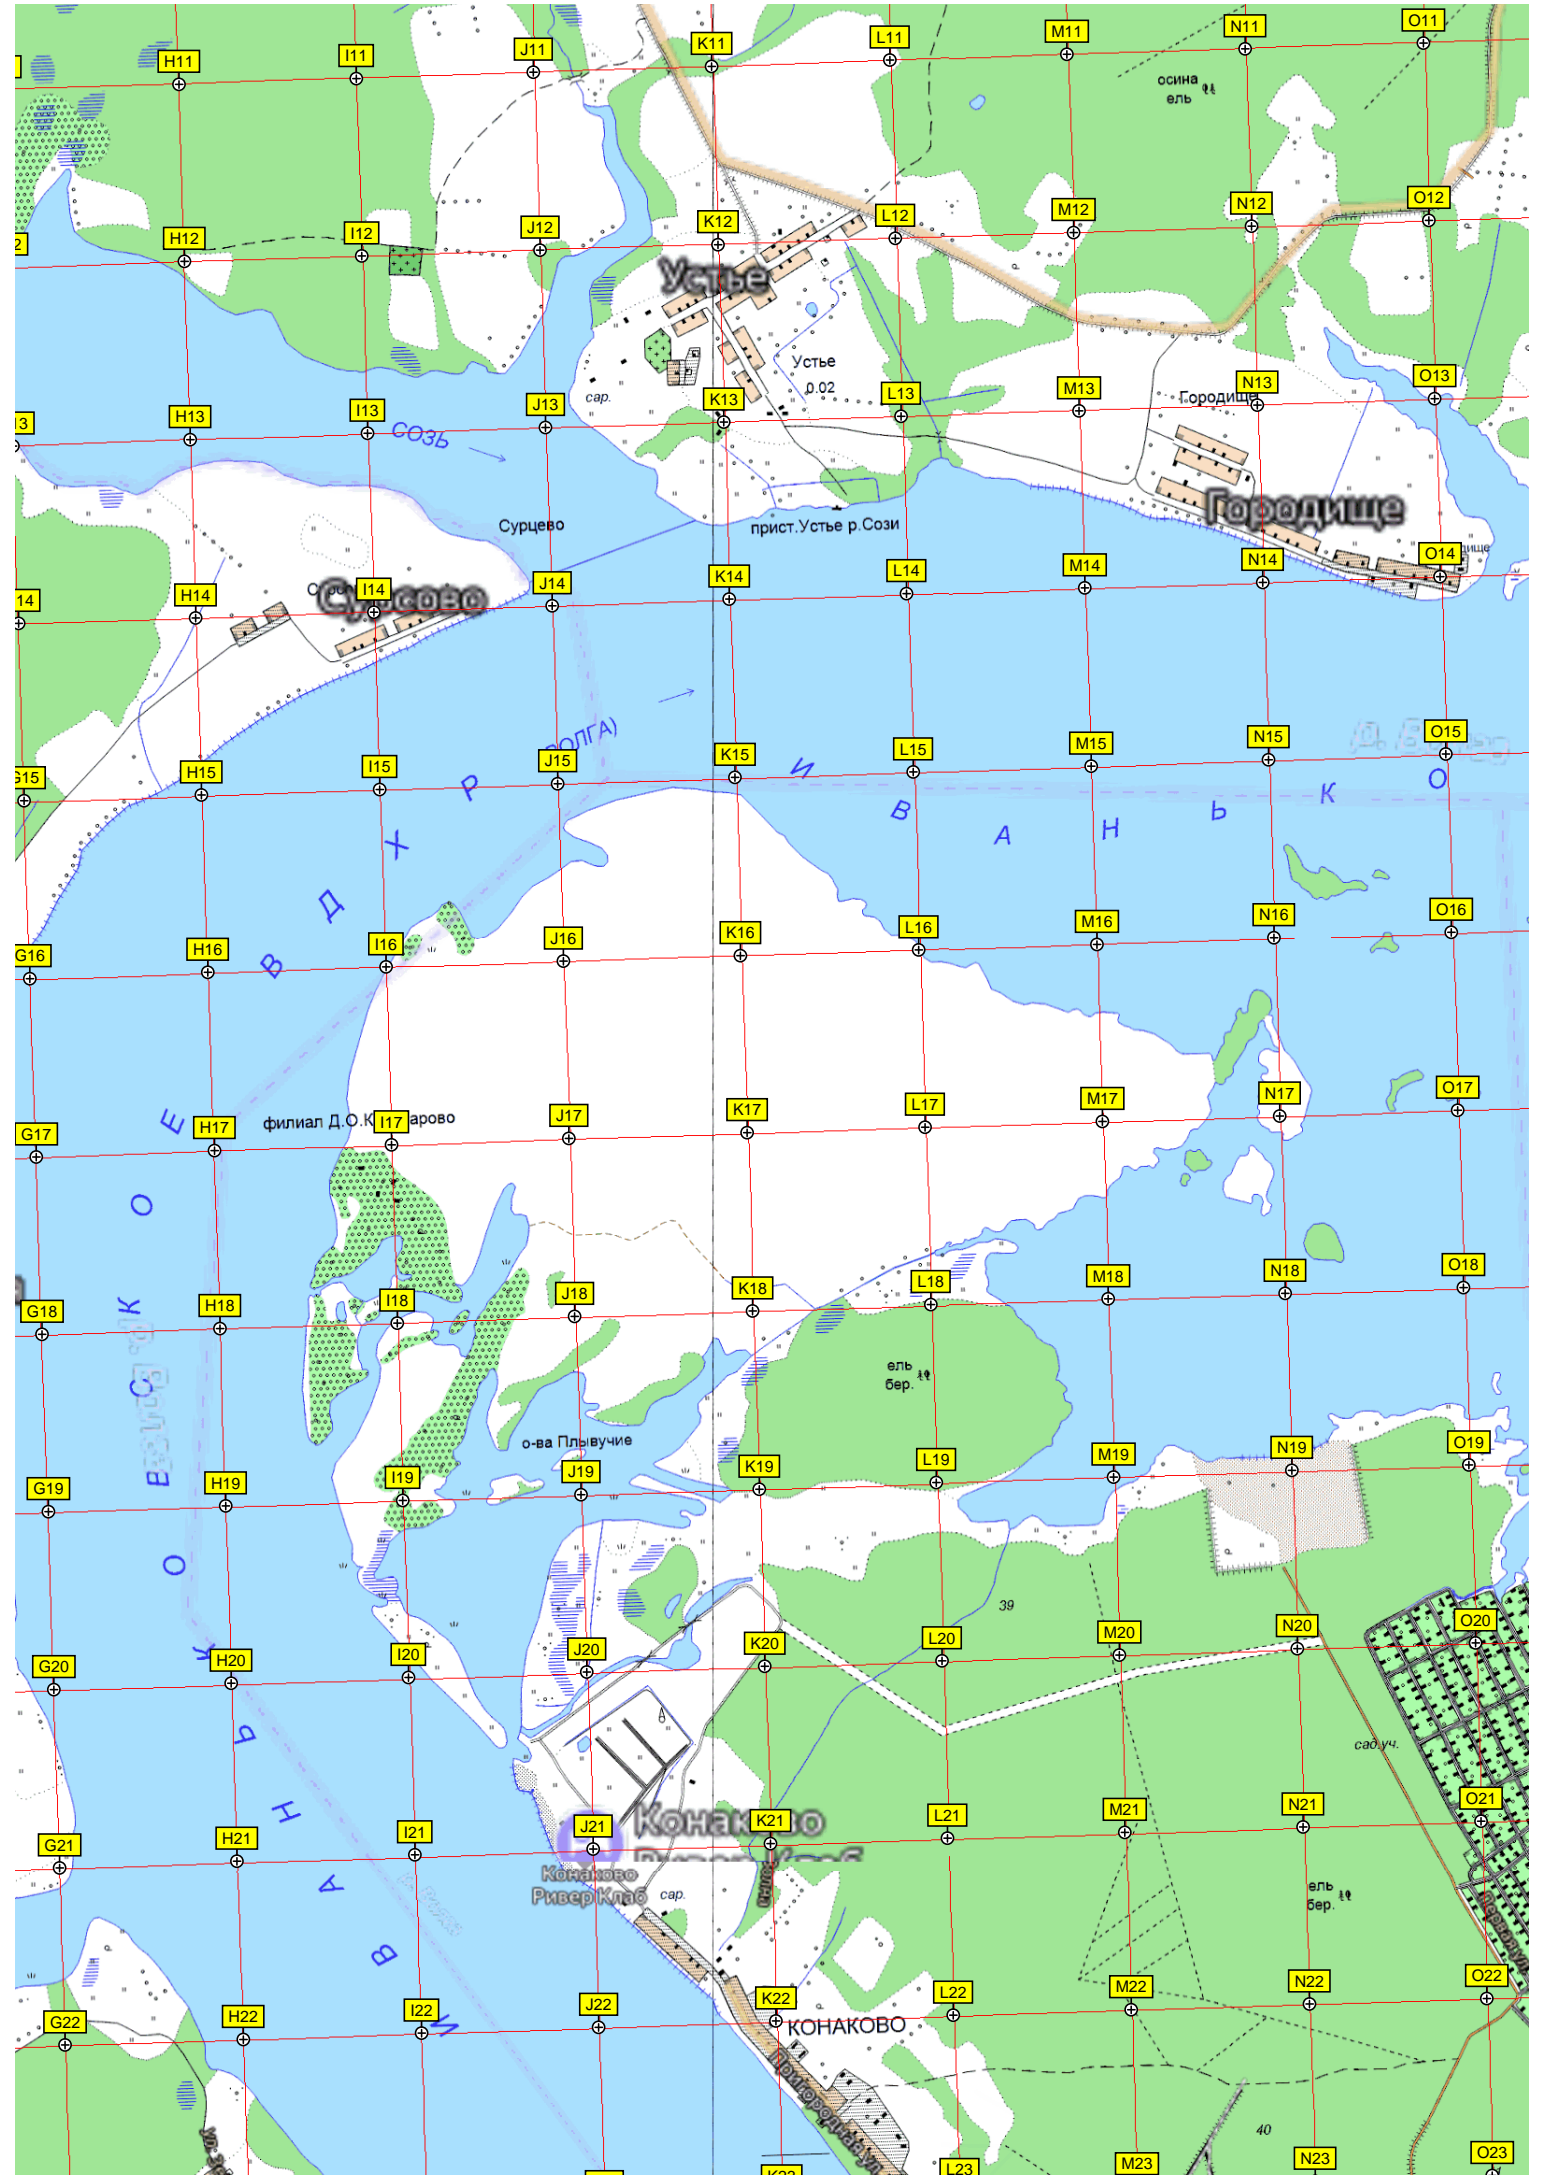 H11 I11 J11 K11 L11 M11 N11 O11
осина
ель
H12 I12 J12 K12 L12 M12 N12 O12
Устье
Устье
0.02
сар.
H13 I13 J13 K13 L13 M13 N13 O13
Городище
СОЗЬ
Городище
Сурцево
прист.Устье р.Сози
14 H14 I14 J14 K14 L14 M14 N14 O14
G15 H15 I15 J15 K15 L15 M15 N15 O15
И В А Н Ь К О
В Д Х Р
G16 H16 I16 J16 K16 L16 M16 N16 O16
G17 H17 I17 J17 K17 L17 M17 N17 O17
G18 H18 I18 J18 K18 L18 M18 N18 O18
ель
бер.
о-ва Плывучие
G19 H19 I19 J19 K19 L19 M19 N19 O19
39
G20 H20 I20 J20 K20 L20 M20 N20 O20
И В А Н Ь К О В С К О Е
сад.уч.
G21 H21 I21 J21 K21 L21 M21 N21 O21
Конаково
Ривер Клаб
сар.
ель
бер.
G22 H22 I22 J22 K22 L22 M22 N22 O22
КОНАКОВО
Пригородная ул.
40
K23 L23 M23 N23 O23